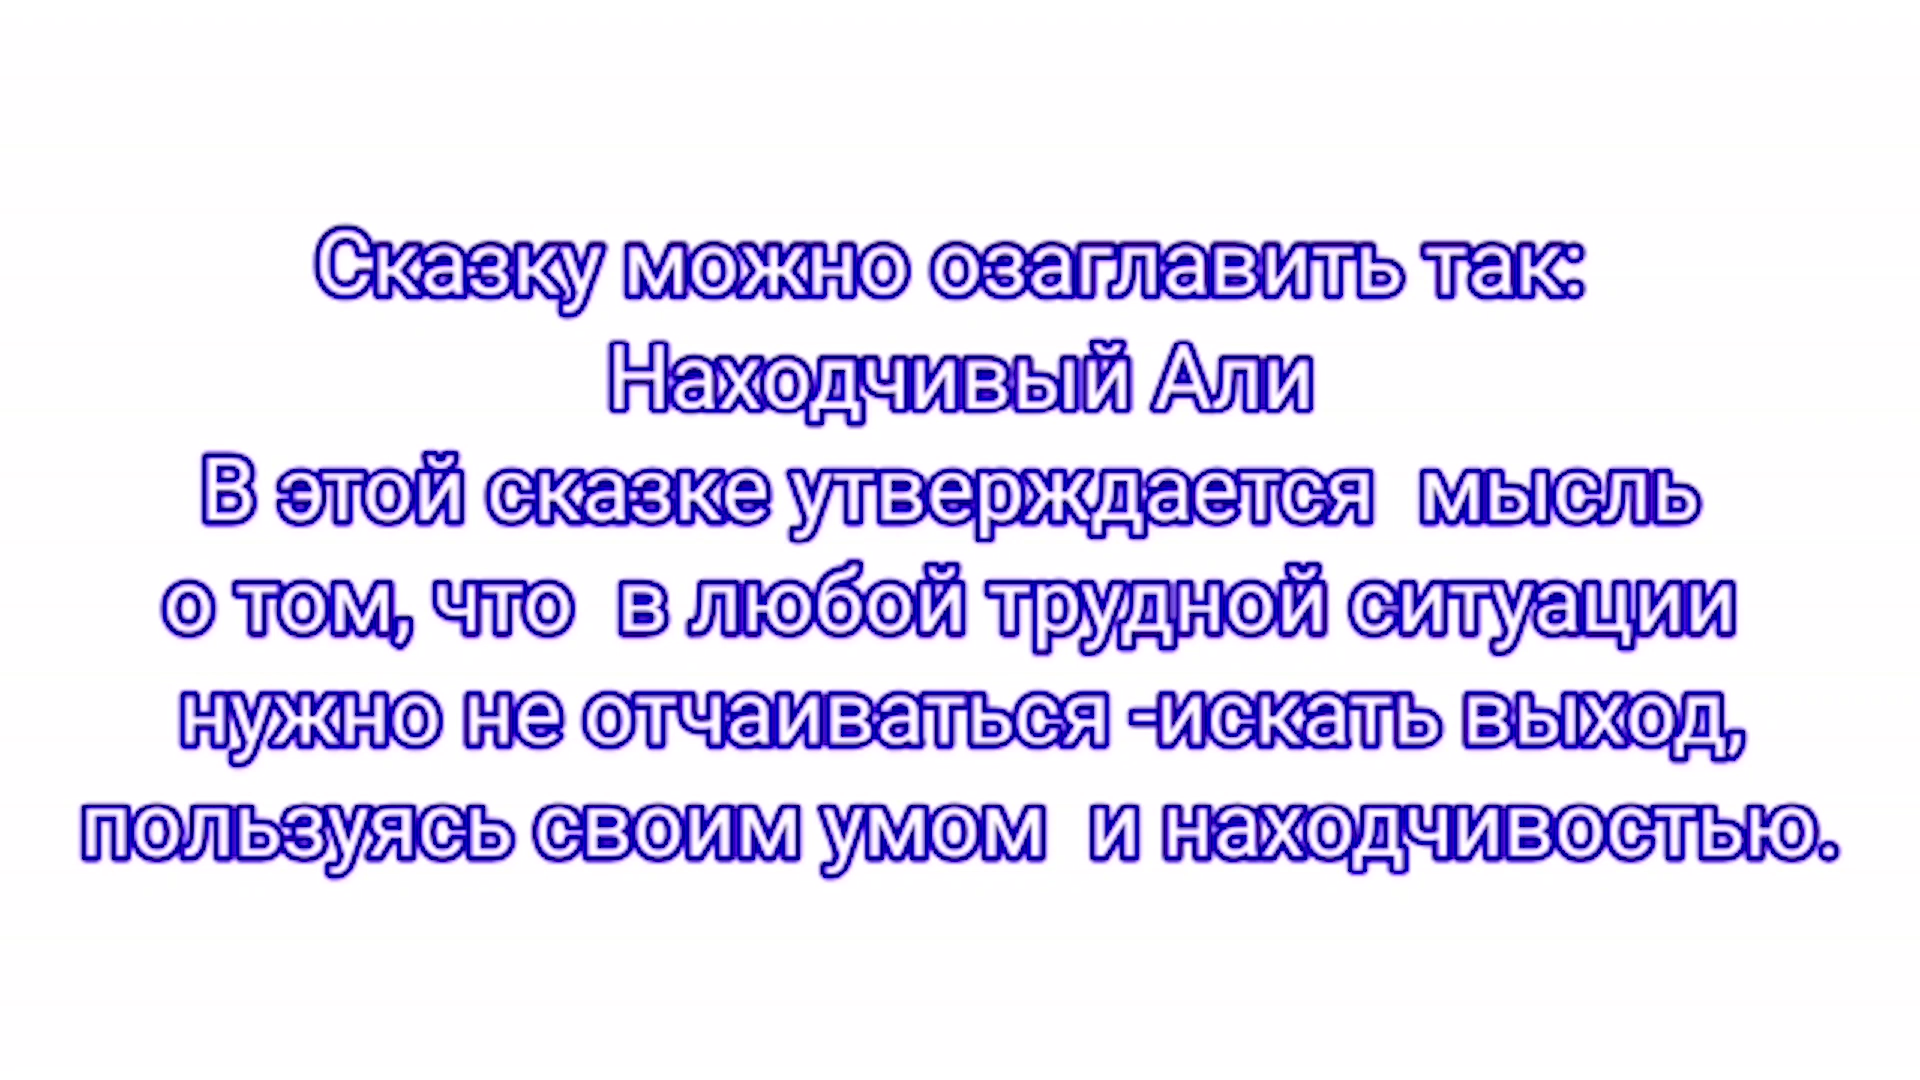 Сказку можно озаглавить так:
Находчивый Али
В этой сказке утверждается  мысль
о том, что  в любой трудной ситуации
нужно не отчаиваться -искать выход,
пользуясь своим умом  и находчивостью.